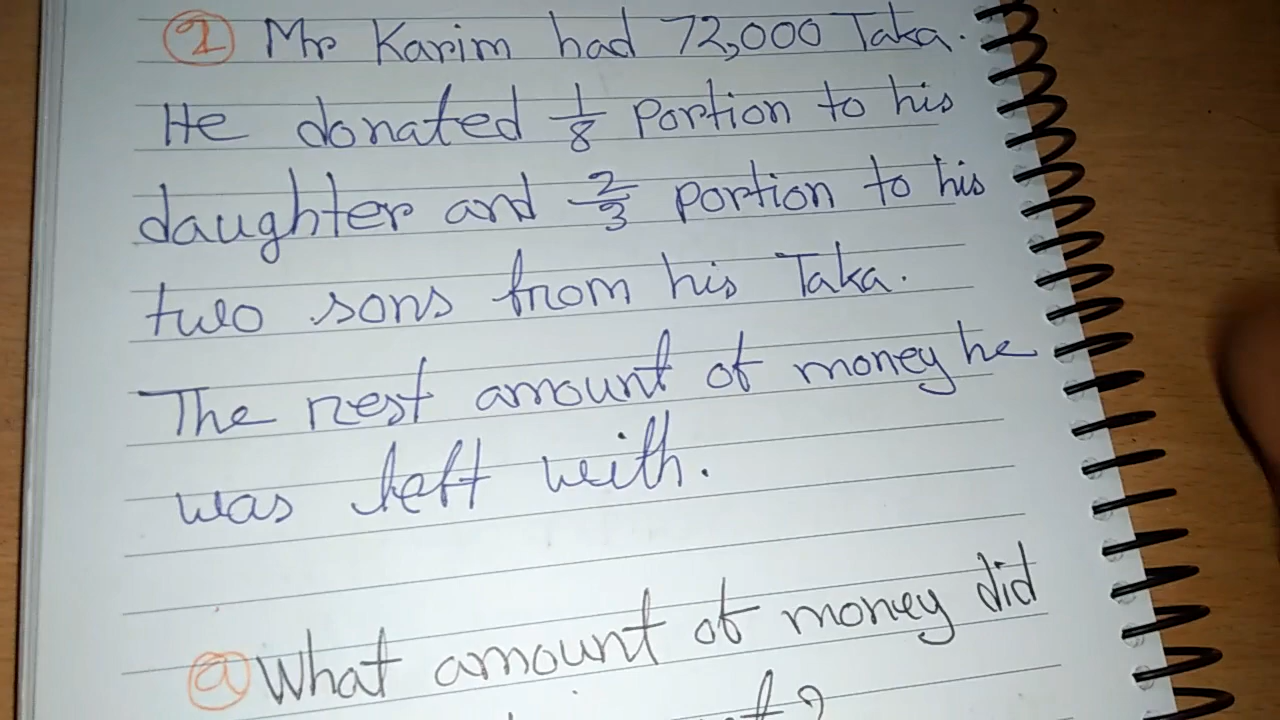 2 Mr Karim had 72,000 Taka.
He donated 1/8 portion to his
daughter and 2/3 portion to his
two sons from his Taka.
The rest amount of money he
was left with.
a What amount of money did